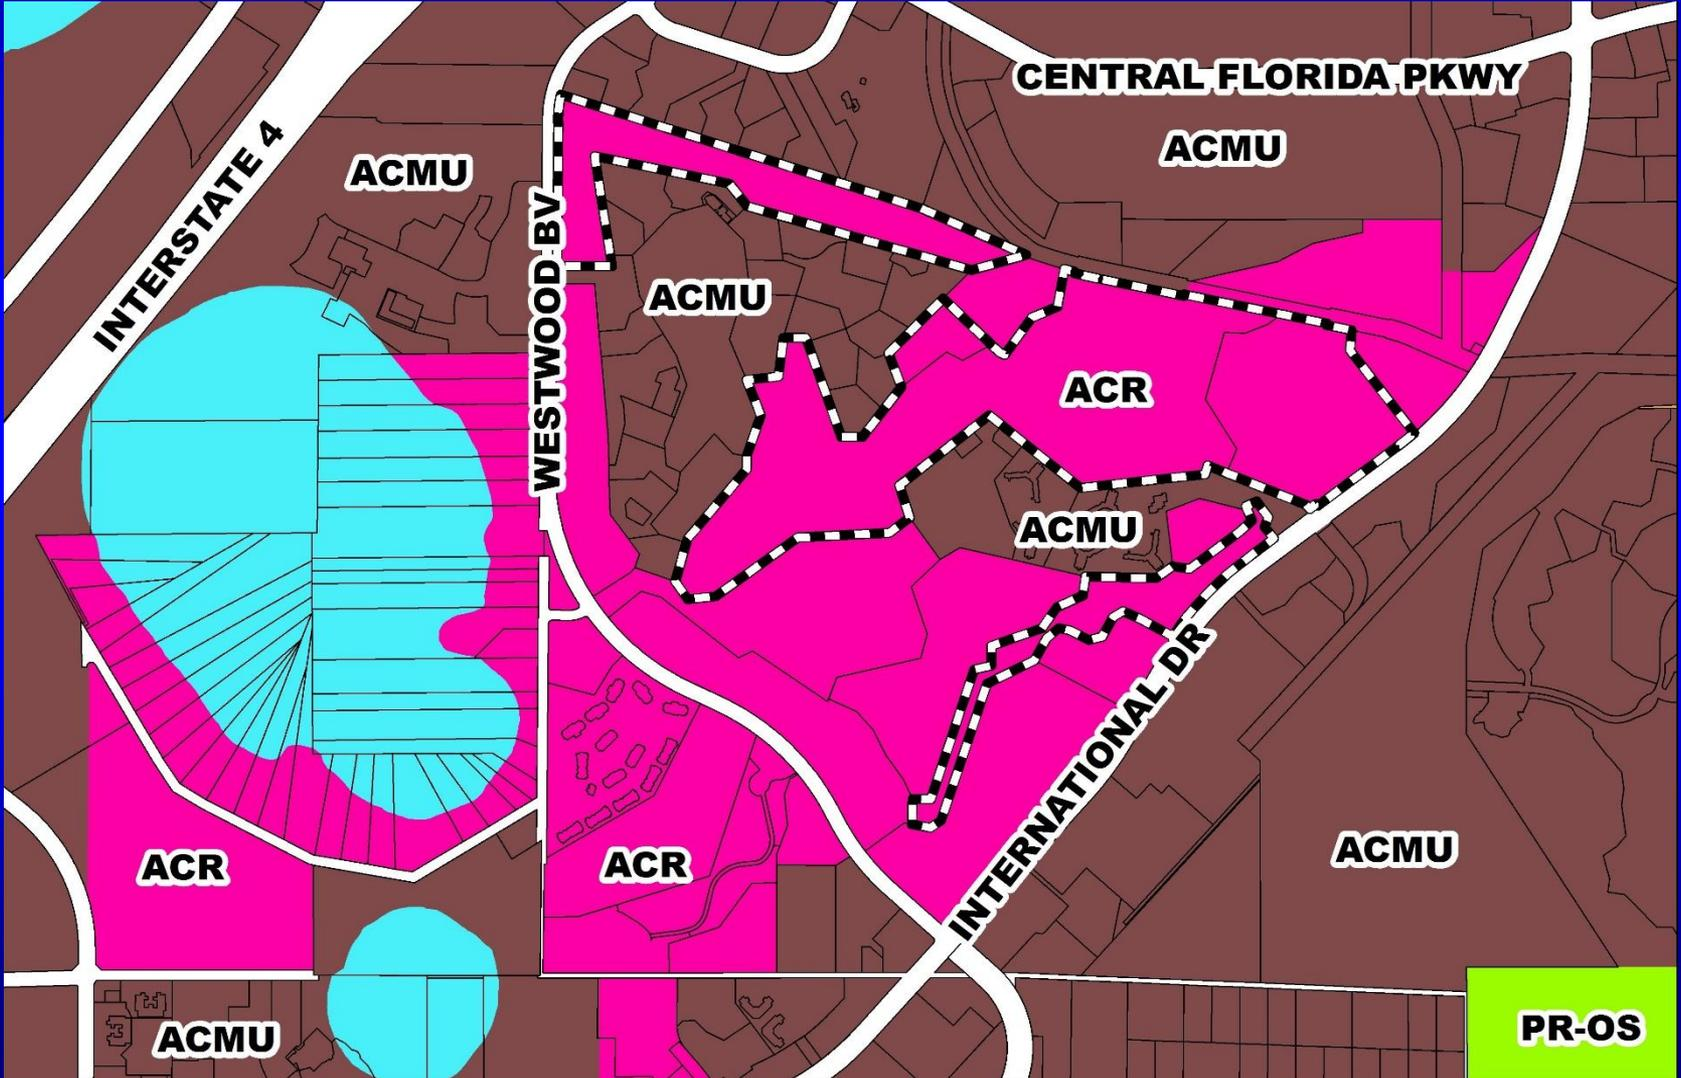 CENTRAL FLORIDA PKWY
ACMU
ACMU
INTERSTATE 4
WESTWOOD BV
ACMU
ACR
ACMU
INTERNATIONAL DR
ACR
ACR
ACMU
ACMU
PR-OS